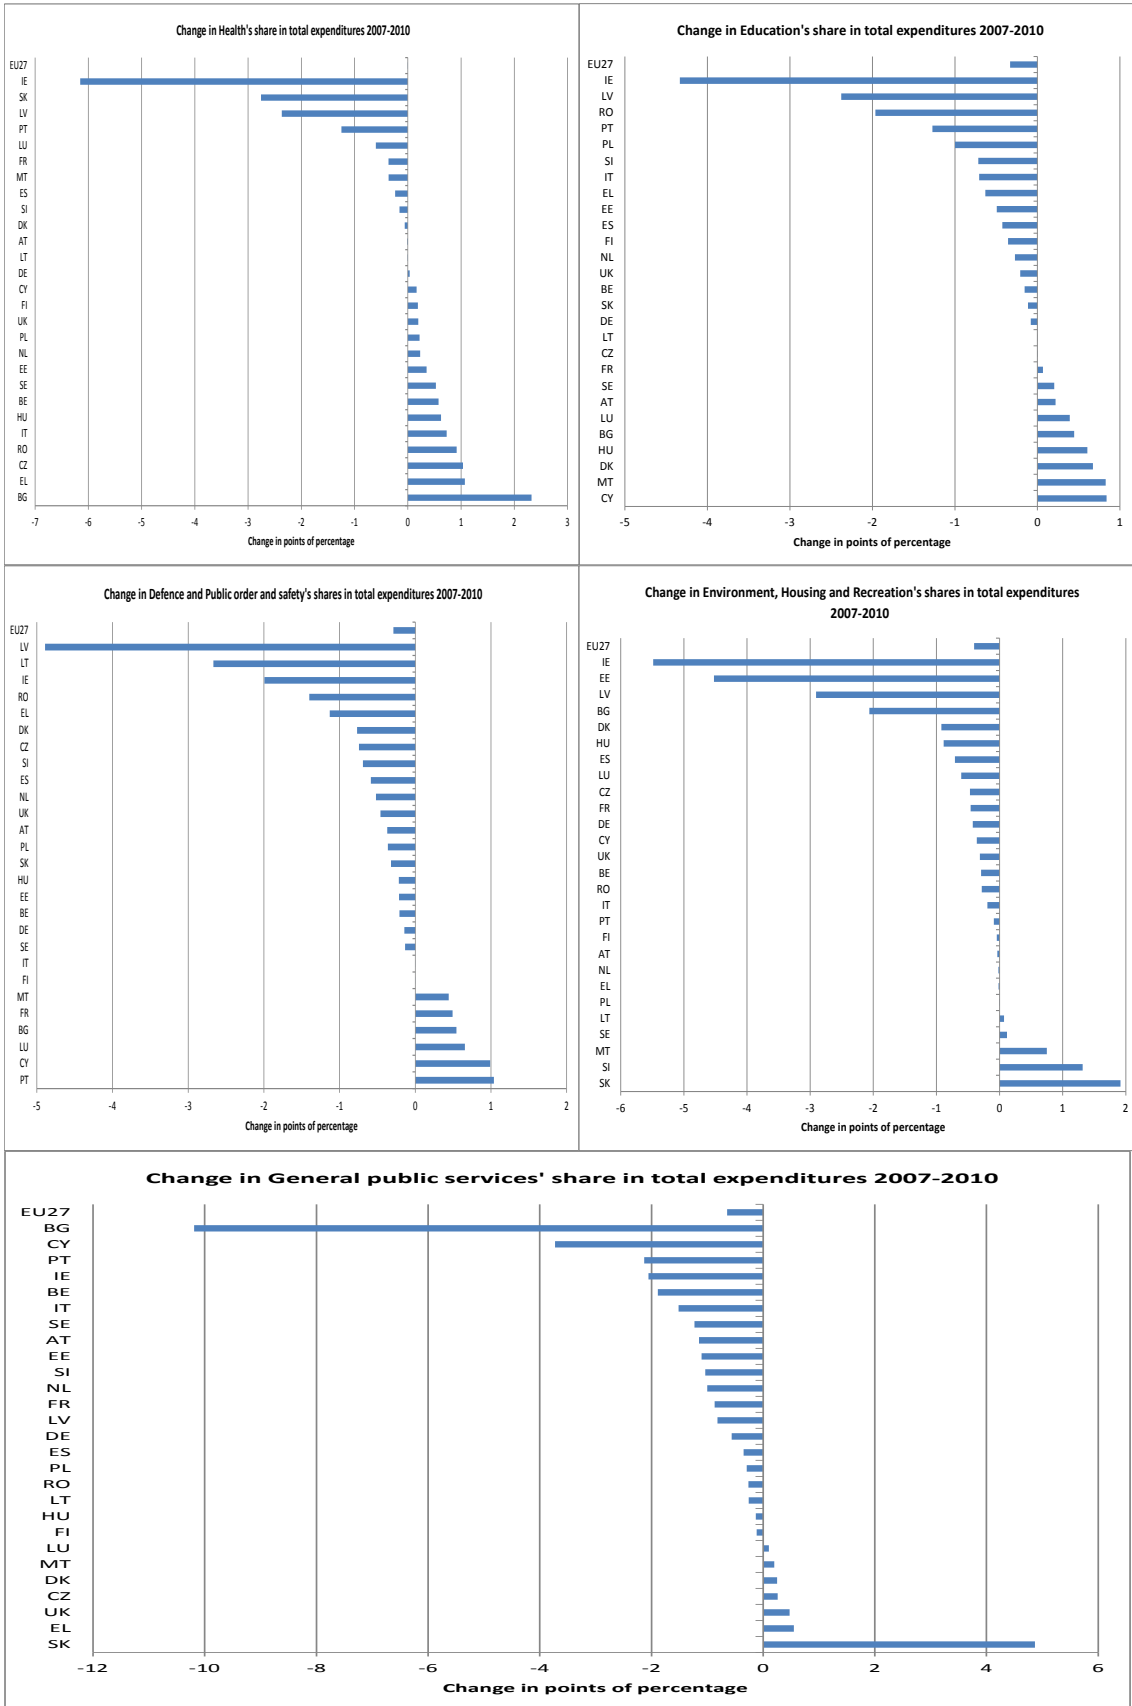 Change in Health's share in total expenditures 2007-2010
EU27
IE
SK
LV
PT
LU
FR
MT
ES
SI
DK
AT
LT
DE
CY
FI
UK
PL
NL
EE
SE
BE
HU
IT
RO
CZ
EL
BG
-7 -6 -5 -4 -3 -2 -1 0 1 2 3
Change in points of percentage
Change in Education's share in total expenditures 2007-2010
EU27
IE
LV
RO
PT
PL
SI
IT
EL
EE
ES
FI
NL
UK
BE
SK
DE
LT
CZ
FR
SE
AT
LU
BG
HU
DK
MT
CY
-5 -4 -3 -2 -1 0 1
Change in points of percentage
Change in Defence and Public order and safety's shares in total expenditures 2007-2010
EU27
LV
LT
IE
RO
EL
DK
CZ
SI
ES
NL
UK
AT
PL
SK
HU
EE
BE
DE
SE
IT
FI
MT
FR
BG
LU
CY
PT
-5 -4 -3 -2 -1 0 1 2
Change in points of percentage
Change in Environment, Housing and Recreation's shares in total expenditures
2007-2010
EU27
IE
EE
LV
BG
DK
HU
ES
LU
CZ
FR
DE
CY
UK
BE
RO
IT
PT
FI
AT
NL
EL
PL
LT
SE
MT
SI
SK
-6 -5 -4 -3 -2 -1 0 1 2
Change in points of percentage
Change in General public services' share in total expenditures 2007-2010
EU27
BG
CY
PT
IE
BE
IT
SE
AT
EE
SI
NL
FR
LV
DE
ES
PL
RO
LT
HU
FI
LU
MT
DK
CZ
UK
EL
SK
-12 -10 -8 -6 -4 -2 0 2 4 6
Change in points of percentage